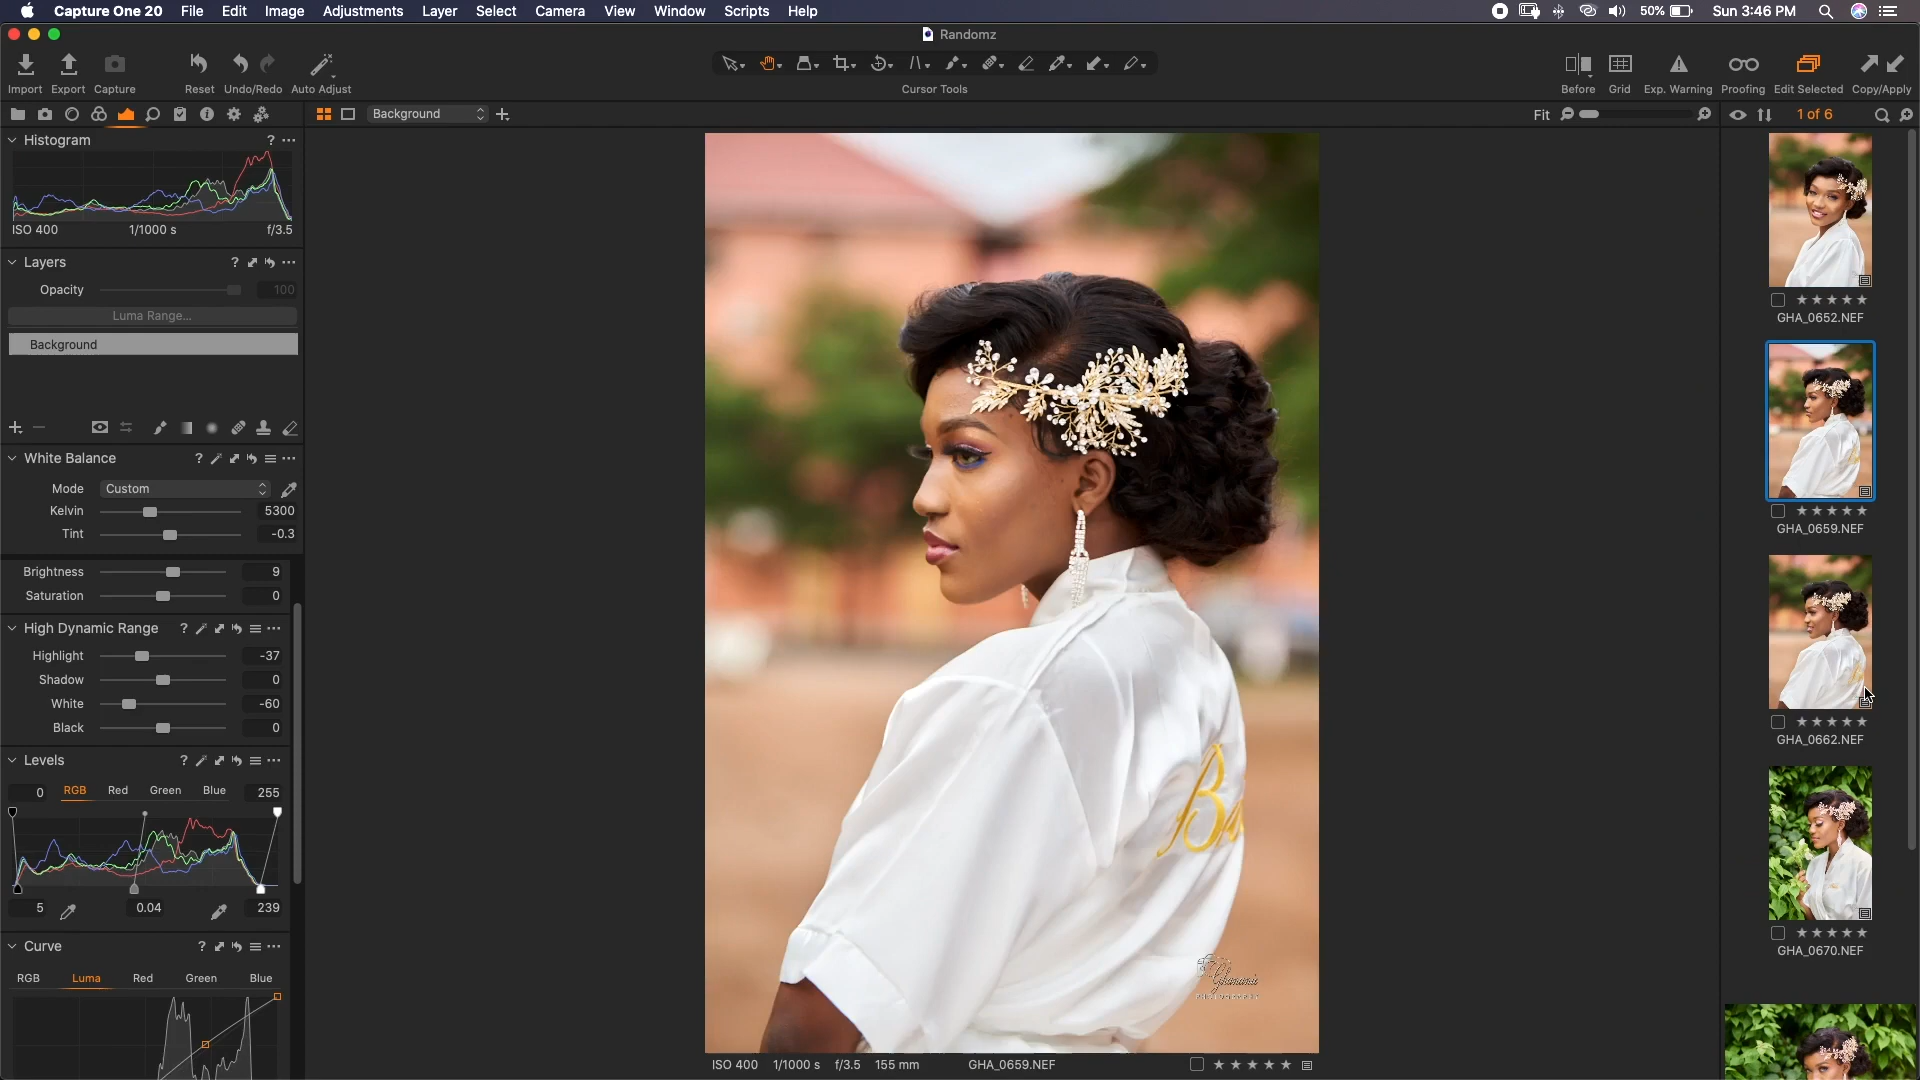 Capture One 20 File Edit Image Adjustments Layer Select Camera View Window Scripts Help
50% Sun 3:46 PM
Randomz
Import Export Capture Reset Undo/Redo Auto Adjust
Cursor Tools
Before Grid Exp. Warning Proofing Edit Selected Copy/Apply
Background
Fit
1 of 6
Histogram ?
ISO 400 1/1000 s f/3.5
Layers ?
Opacity 100
Luma Range...
Background
White Balance ?
Mode Custom
Kelvin 5300
Tint -0.3
Brightness 9
Saturation 0
High Dynamic Range ?
Highlight -37
Shadow 0
White -60
Black 0
Levels ?
0 RGB Red Green Blue 255
5 0.04 239
Curve ?
RGB Luma Red Green Blue
ISO 400 1/1000 s f/3.5 155 mm GHA_0659.NEF
GHA_0652.NEF
GHA_0659.NEF
GHA_0662.NEF
GHA_0670.NEF